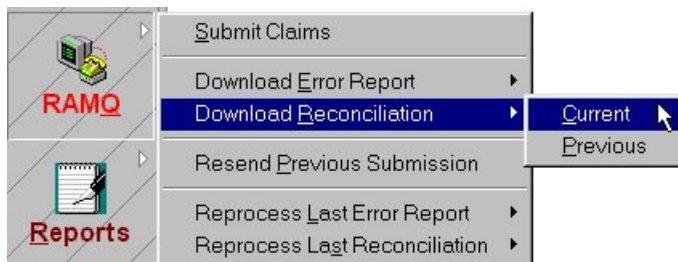 Submit Claims
RAMQ
Download Error Report
Download Reconciliation
Current
Previous
Resend Previous Submission
Reports
Reprocess Last Error Report
Reprocess Last Reconciliation